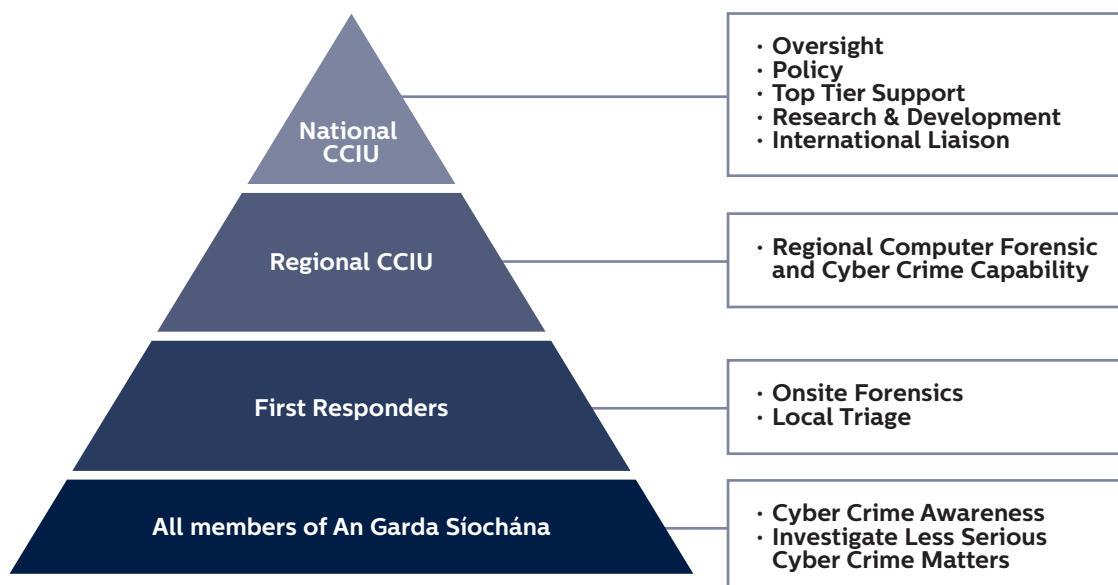 National
CCIU
· Oversight
· Policy
· Top Tier Support
· Research & Development
· International Liaison
Regional CCIU
· Regional Computer Forensic
and Cyber Crime Capability
First Responders
· Onsite Forensics
· Local Triage
All members of An Garda Síochána
· Cyber Crime Awareness
· Investigate Less Serious
Cyber Crime Matters